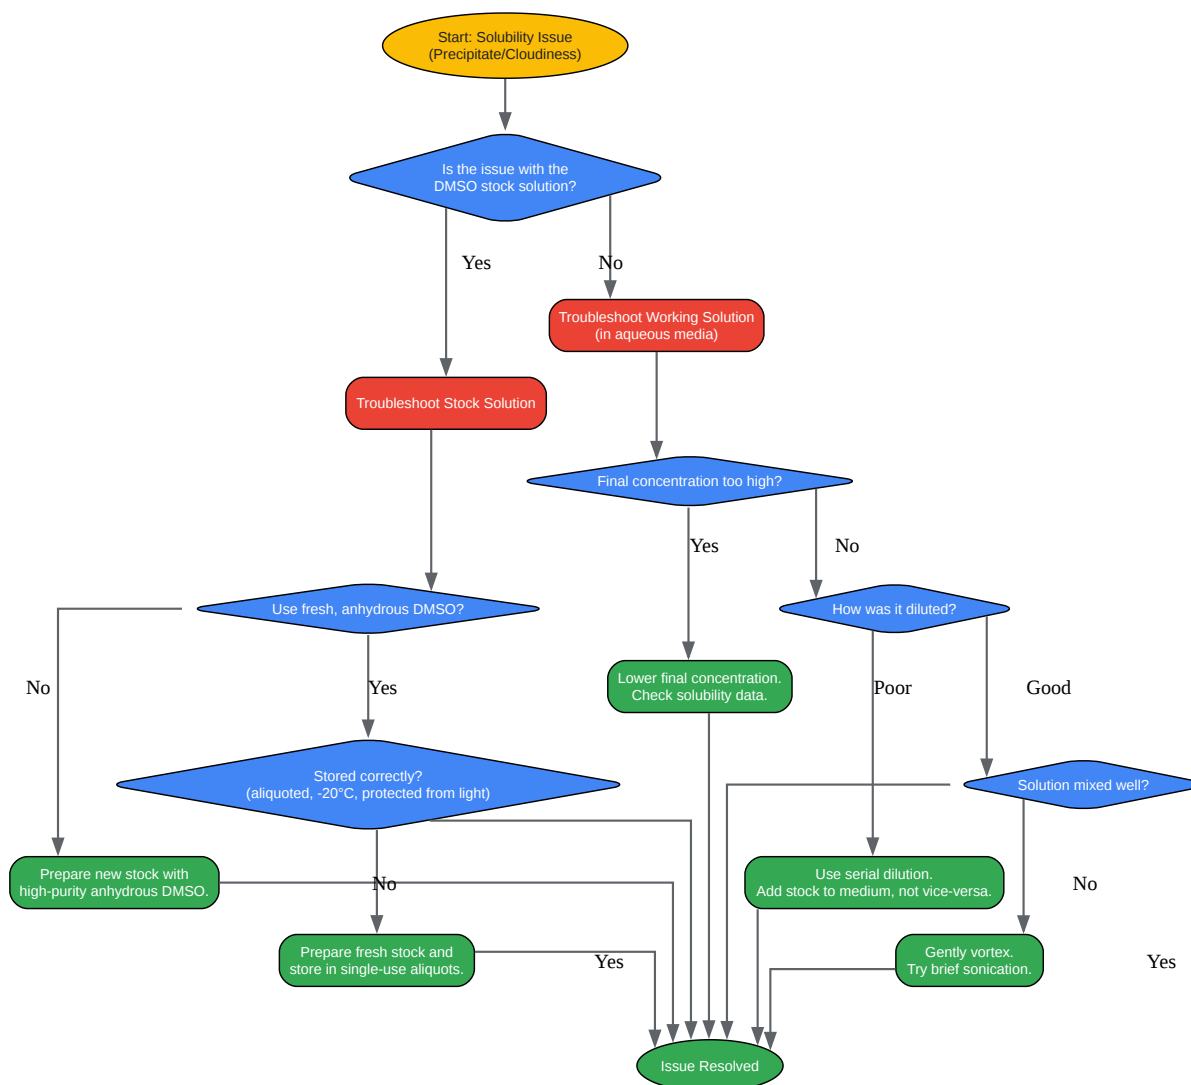 Start: Solubility Issue
(Precipitate/Cloudiness)
Is the issue with the
DMSO stock solution?
Yes
No
Troubleshoot Working Solution
(in aqueous media)
Troubleshoot Stock Solution
Final concentration too high?
Yes
No
Use fresh, anhydrous DMSO?
How was it diluted?
No
Yes
Lower final concentration.
Check solubility data.
Poor
Good
Stored correctly?
(aliquoted, -20°C, protected from light)
Solution mixed well?
Prepare new stock with
high-purity anhydrous DMSO.
No
Use serial dilution.
Add stock to medium, not vice-versa.
No
Prepare fresh stock and
store in single-use aliquots.
Yes
Gently vortex.
Try brief sonication.
Yes
Issue Resolved